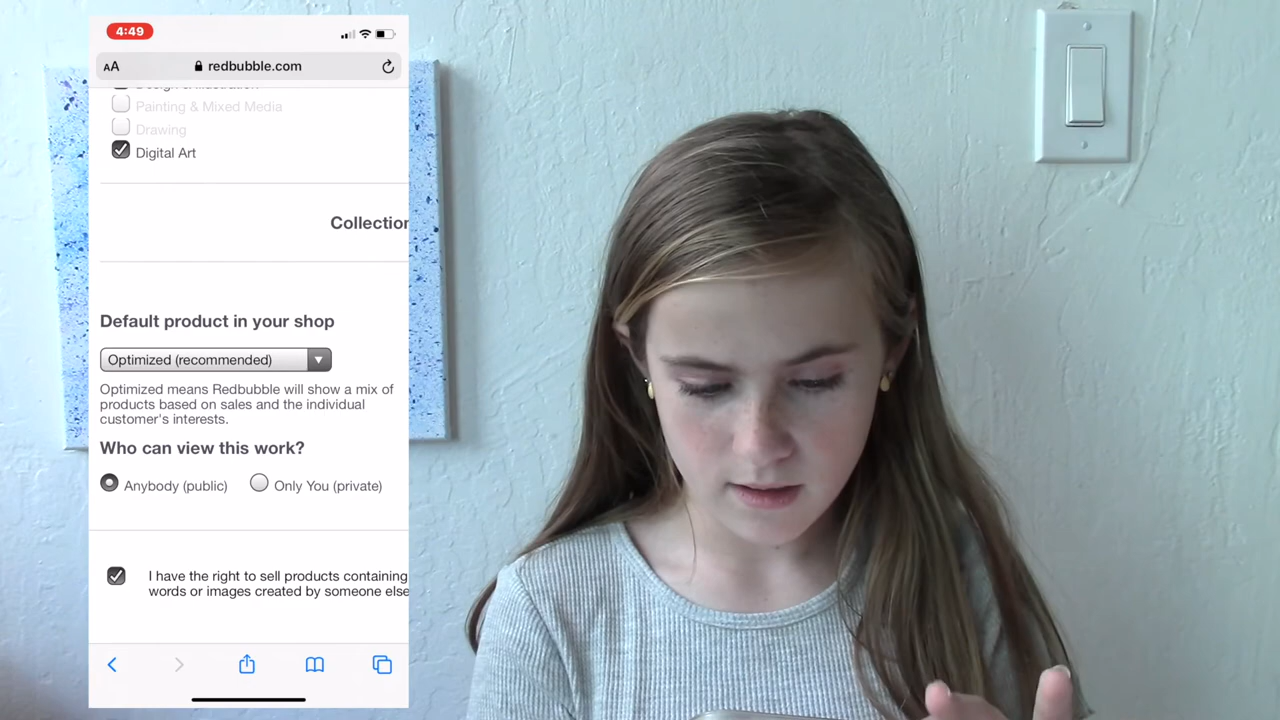 4:49
AA redbubble.com
Design & Illustration
Painting & Mixed Media
Drawing
Digital Art
Collection
Default product in your shop
Optimized (recommended)
Optimized means Redbubble will show a mix of
products based on sales and the individual
customer's interests.
Who can view this work?
Anybody (public) Only You (private)
I have the right to sell products containing
words or images created by someone else